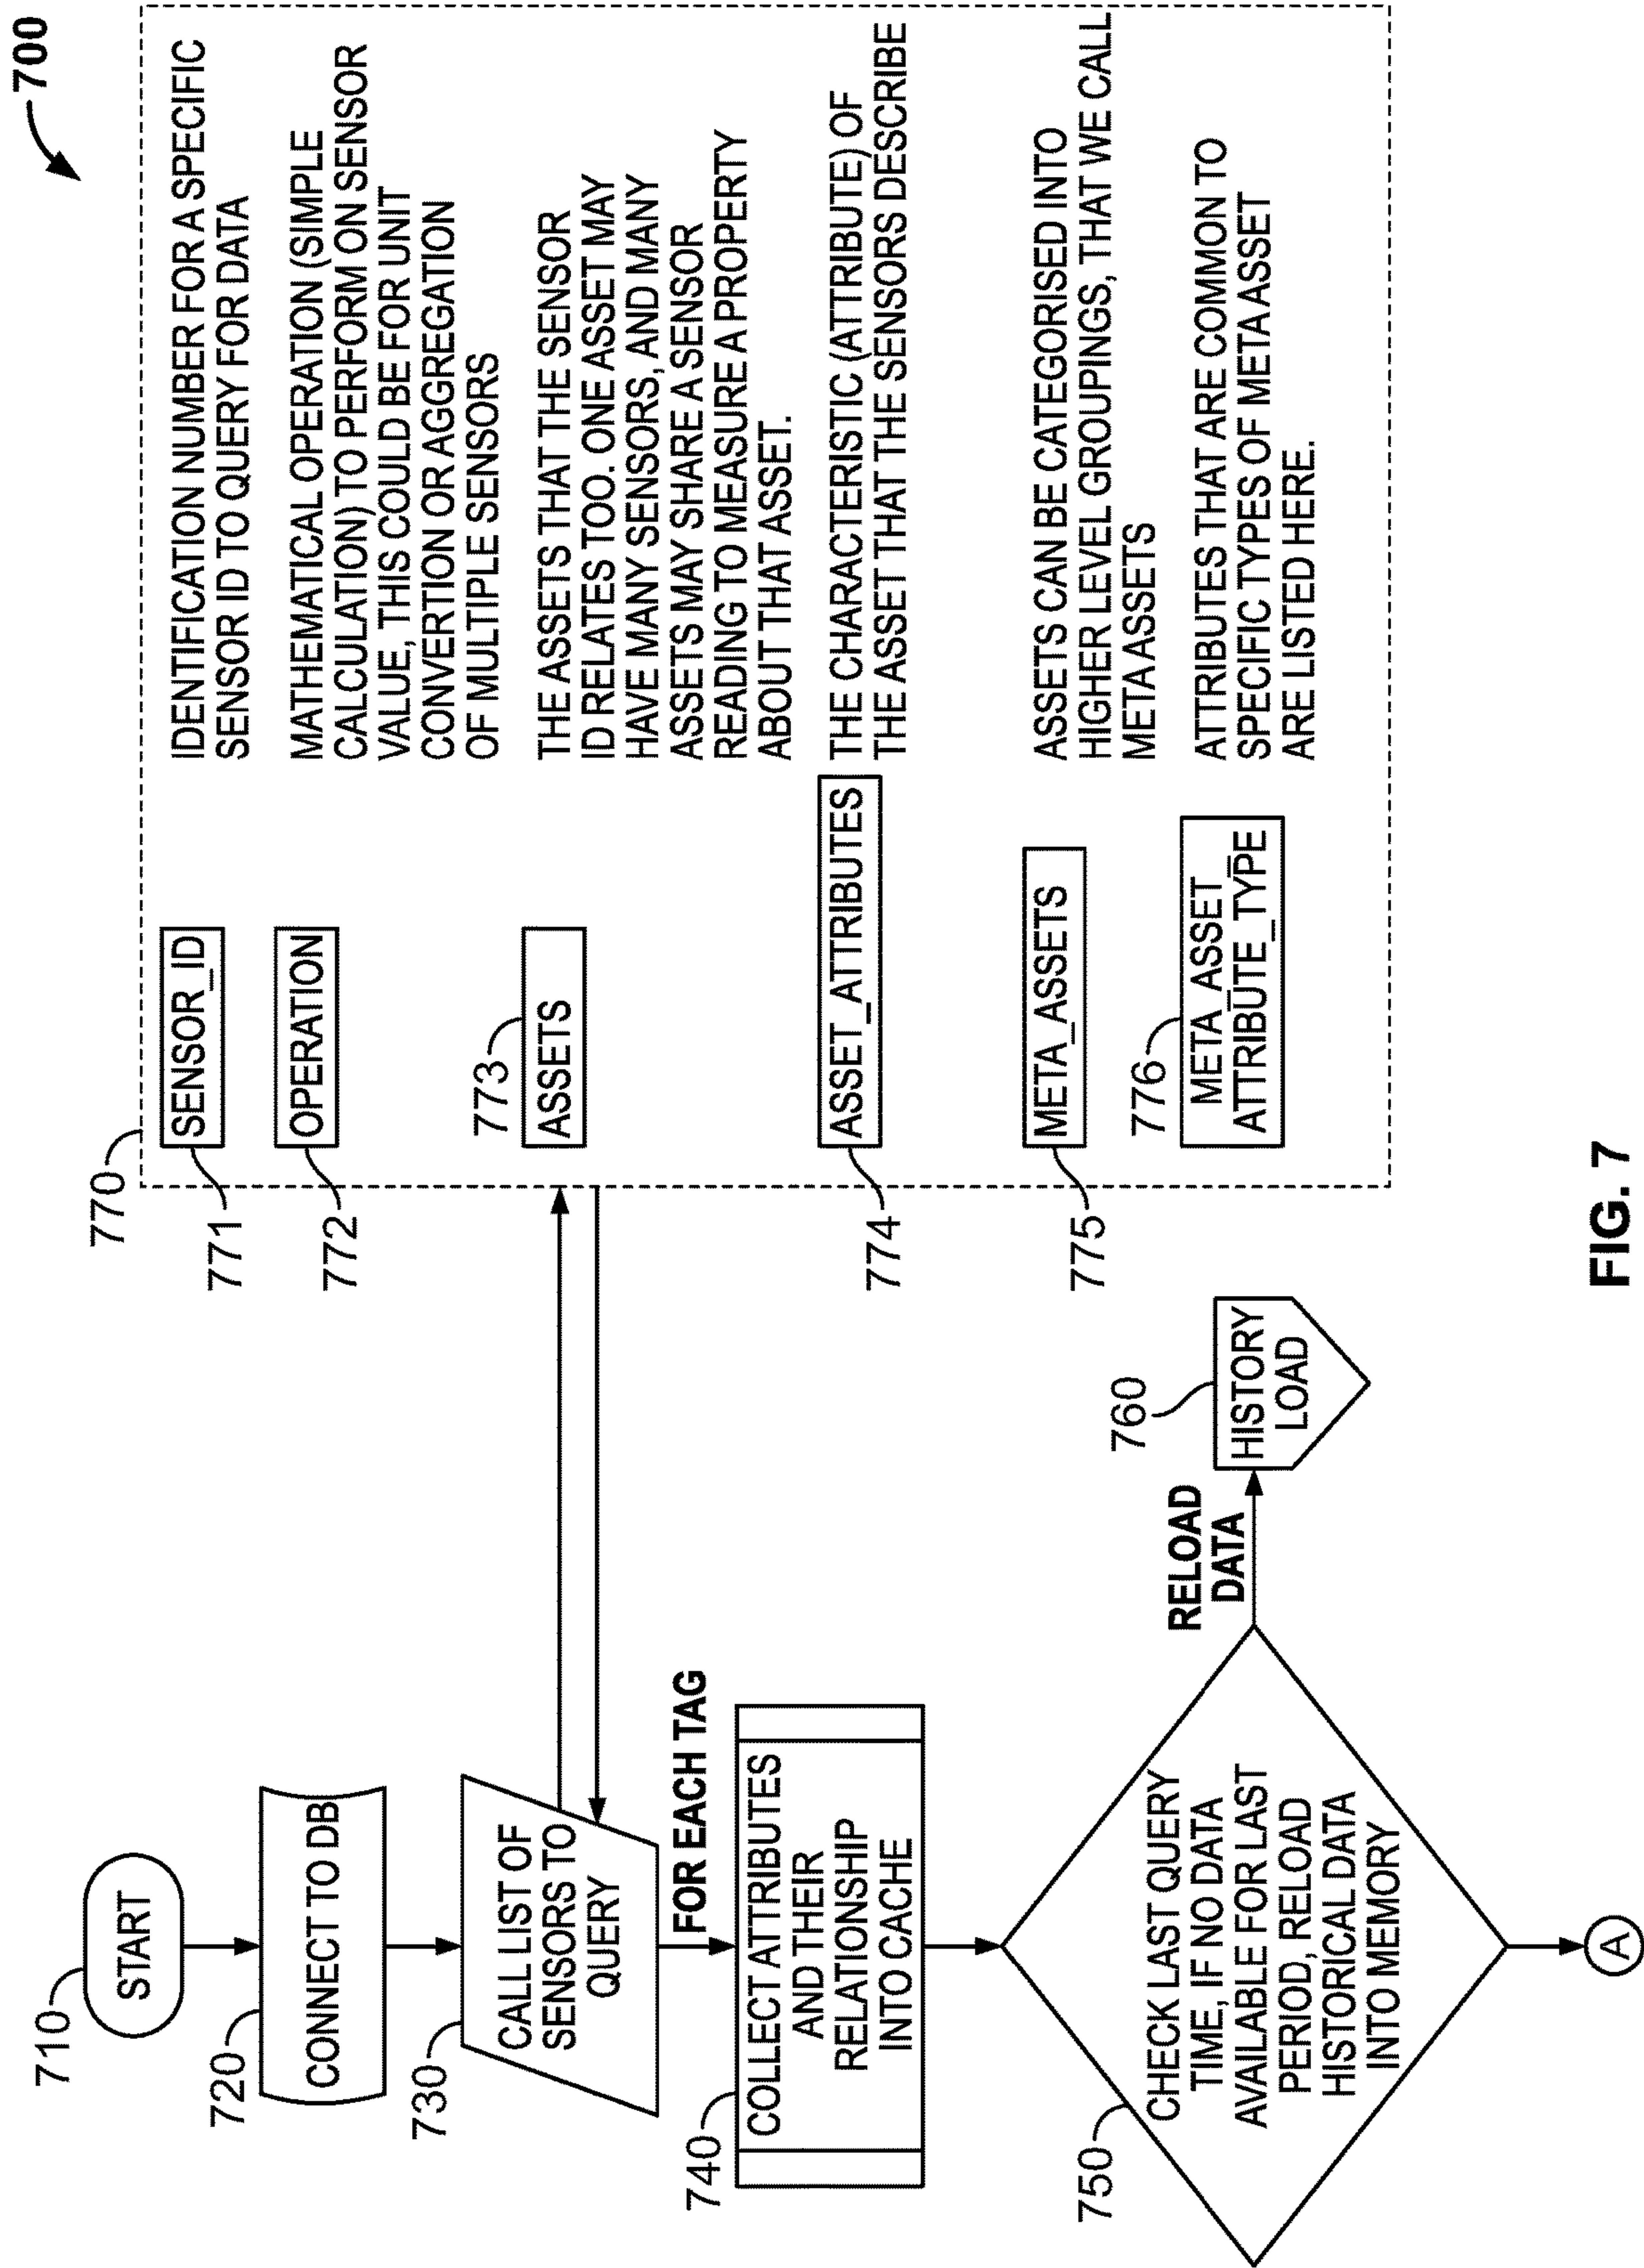 700
710
START
720
CONNECT TO DB
730
CALL LIST OF
SENSORS TO
QUERY
FOR EACH TAG
740
COLLECT ATTRIBUTES
AND THEIR
RELATIONSHIP
INTO CACHE
750
CHECK LAST QUERY
TIME, IF NO DATA
AVAILABLE FOR LAST
PERIOD, RELOAD
HISTORICAL DATA
INTO MEMORY
RELOAD
DATA
760
HISTORY
LOAD
A
770
771
SENSOR_ID
IDENTIFICATION NUMBER FOR A SPECIFIC
SENSOR ID TO QUERY FOR DATA
772
OPERATION
MATHEMATICAL OPERATION (SIMPLE
CALCULATION) TO PERFORM ON SENSOR
VALUE, THIS COULD BE FOR UNIT
CONVERTION OR AGGREGATION
OF MULTIPLE SENSORS
773
ASSETS
THE ASSETS THAT THE SENSOR
ID RELATES TOO. ONE ASSET MAY
HAVE MANY SENSORS, AND MANY
ASSETS MAY SHARE A SENSOR
READING TO MEASURE A PROPERTY
ABOUT THAT ASSET.
774
ASSET_ATTRIBUTES
THE CHARACTERISTIC (ATTRIBUTE) OF
THE ASSET THAT THE SENSORS DESCRIBE
775
META_ASSETS
ASSETS CAN BE CATEGORISED INTO
HIGHER LEVEL GROUPINGS, THAT WE CALL
META ASSETS
776
META_ASSET_
ATTRIBUTE_TYPE
ATTRIBUTES THAT ARE COMMON TO
SPECIFIC TYPES OF META ASSET
ARE LISTED HERE.
FIG. 7